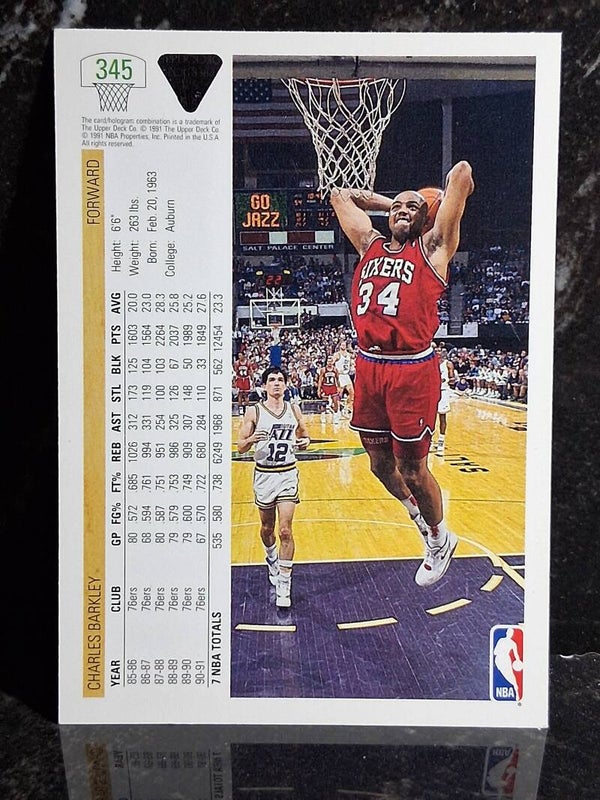 345
The card/hologram combination is a trademark of
The Upper Deck Co. © 1991 The Upper Deck Co.
© 1991 NBA Properties, Inc. Printed in the U.S.A
All rights reserved.
CHARLES BARKLEY FORWARD
Height: 6'6"
Weight: 263 lbs.
Born: Feb. 20, 1963
College: Auburn
YEAR CLUB GP FG% FT% REB AST STL BLK PTS AVG
85-86 76ers 80 .572 .685 1026 312 173 125 1603 20.0
86-87 76ers 68 .594 .761 994 331 119 104 1564 23.0
87-88 76ers 80 .587 .751 951 254 100 103 2264 28.3
88-89 76ers 79 .579 .753 986 325 126 67 2037 25.8
89-90 76ers 79 .600 .749 909 307 148 50 1989 25.2
90-91 76ers 67 .570 .722 680 284 110 33 1849 27.6
7 NBA TOTALS 535 .580 .738 6249 1968 871 562 12454 23.3
GO
JAZZ
SALT PALACE CENTER
22
SIXERS
34
JAZZ
12
SAL
NBA